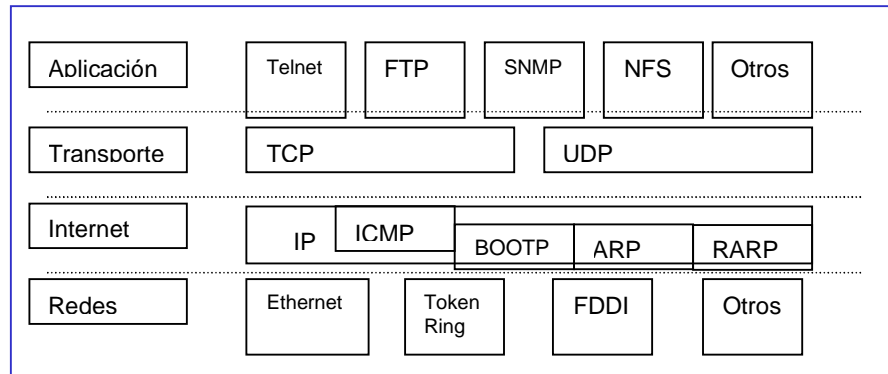 Aplicación
Telnet
FTP
SNMP
NFS
Otros
Transporte
TCP
UDP
Internet
IP
ICMP
BOOTP
ARP
RARP
Redes
Ethernet
Token
Ring
FDDI
Otros